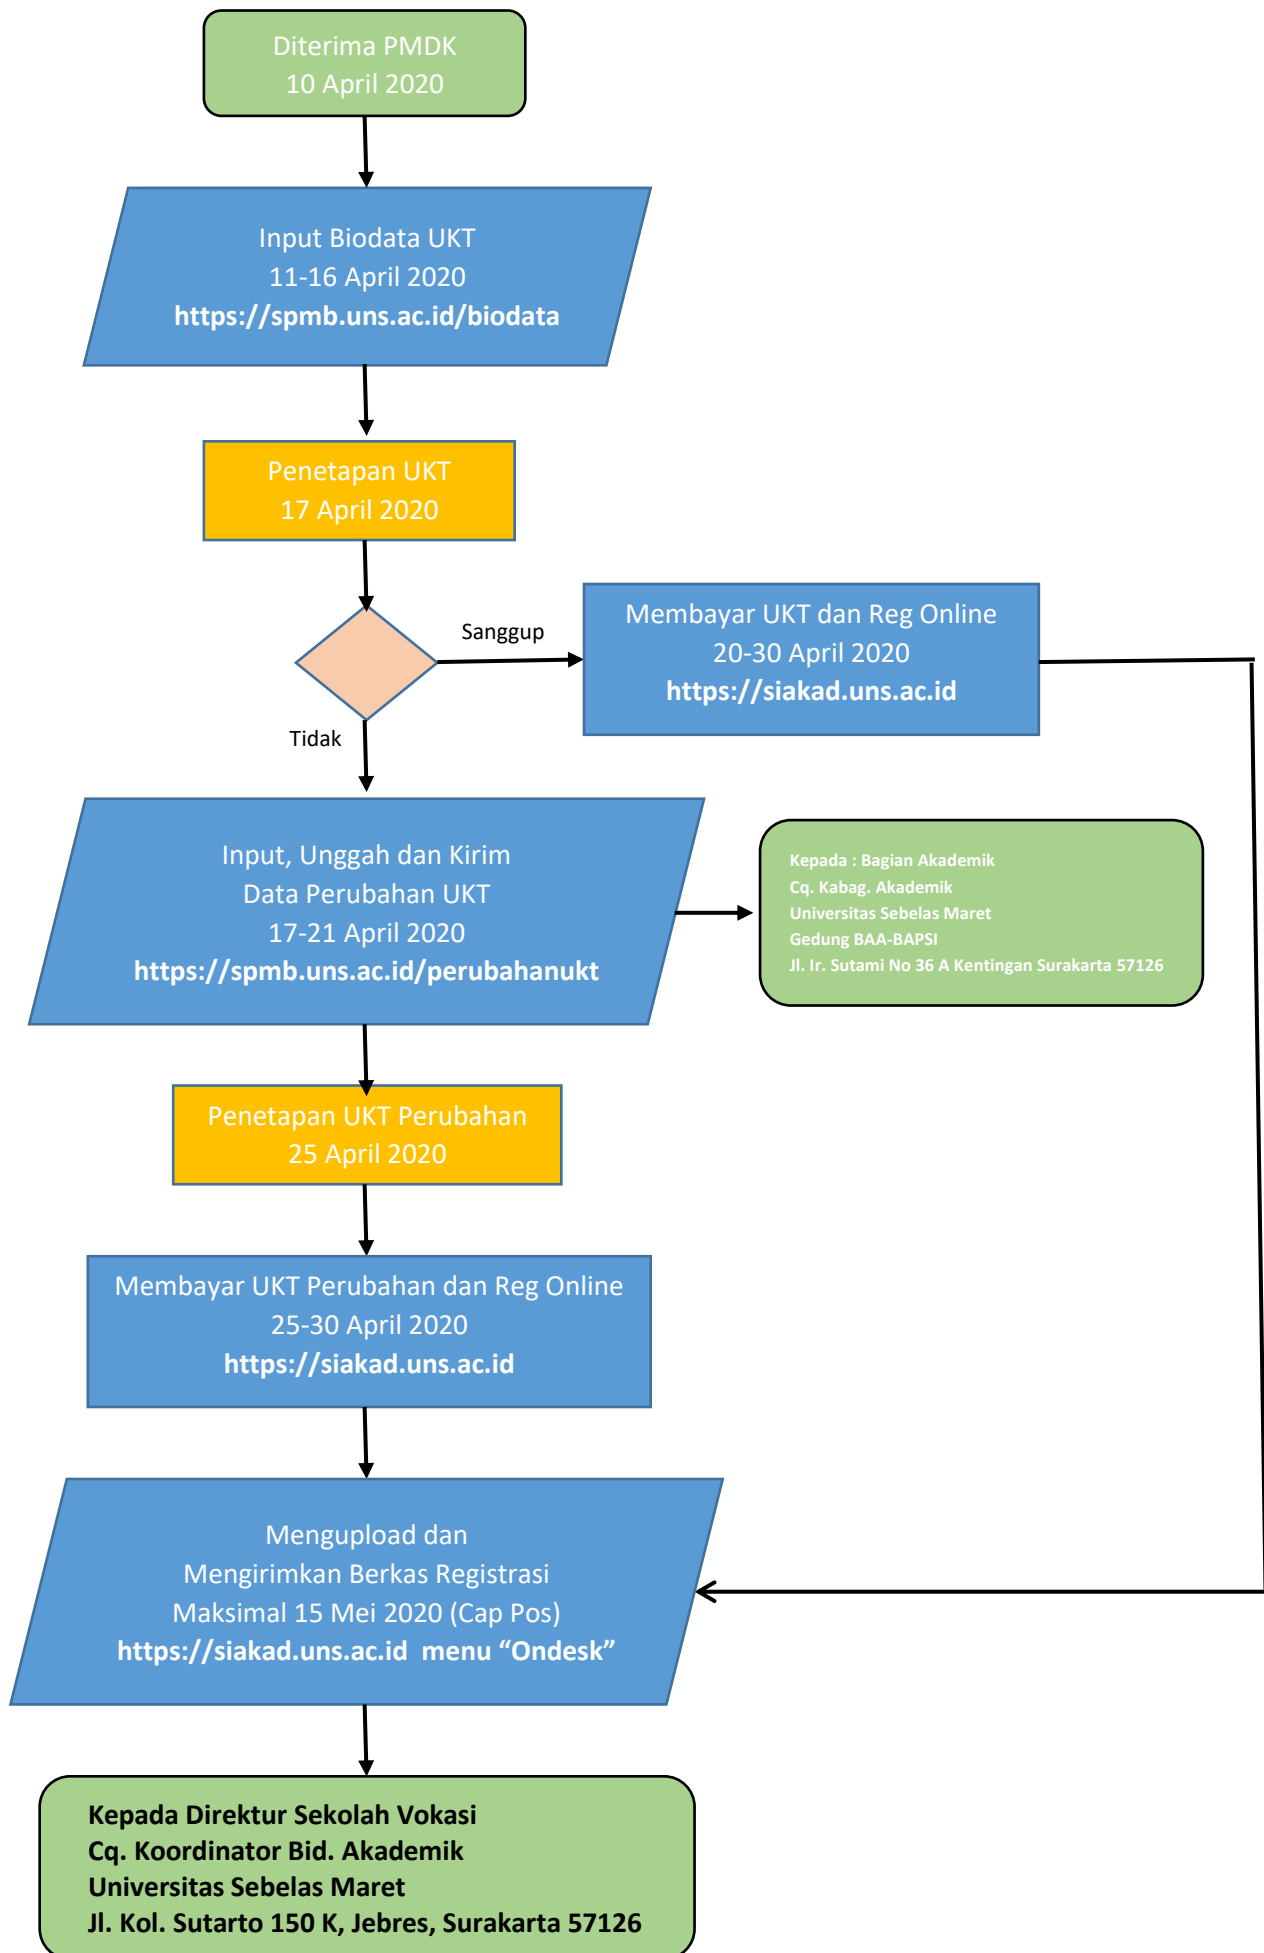 Diterima PMDK
10 April 2020
Input Biodata UKT
11-16 April 2020
https://spmb.uns.ac.id/biodata
Penetapan UKT
17 April 2020
Sanggup
Membayar UKT dan Reg Online
20-30 April 2020
https://siakad.uns.ac.id
Tidak
Input, Unggah dan Kirim
Data Perubahan UKT
17-21 April 2020
https://spmb.uns.ac.id/perubahanukt
Kepada : Bagian Akademik
Cq. Kabag. Akademik
Universitas Sebelas Maret
Gedung BAA-BAPSI
Jl. Ir. Sutami No 36 A Kentingan Surakarta 57126
Penetapan UKT Perubahan
25 April 2020
Membayar UKT Perubahan dan Reg Online
25-30 April 2020
https://siakad.uns.ac.id
Mengupload dan
Mengirimkan Berkas Registrasi
Maksimal 15 Mei 2020 (Cap Pos)
https://siakad.uns.ac.id  menu “Ondesk”
Kepada Direktur Sekolah Vokasi
Cq. Koordinator Bid. Akademik
Universitas Sebelas Maret
Jl. Kol. Sutarto 150 K, Jebres, Surakarta 57126